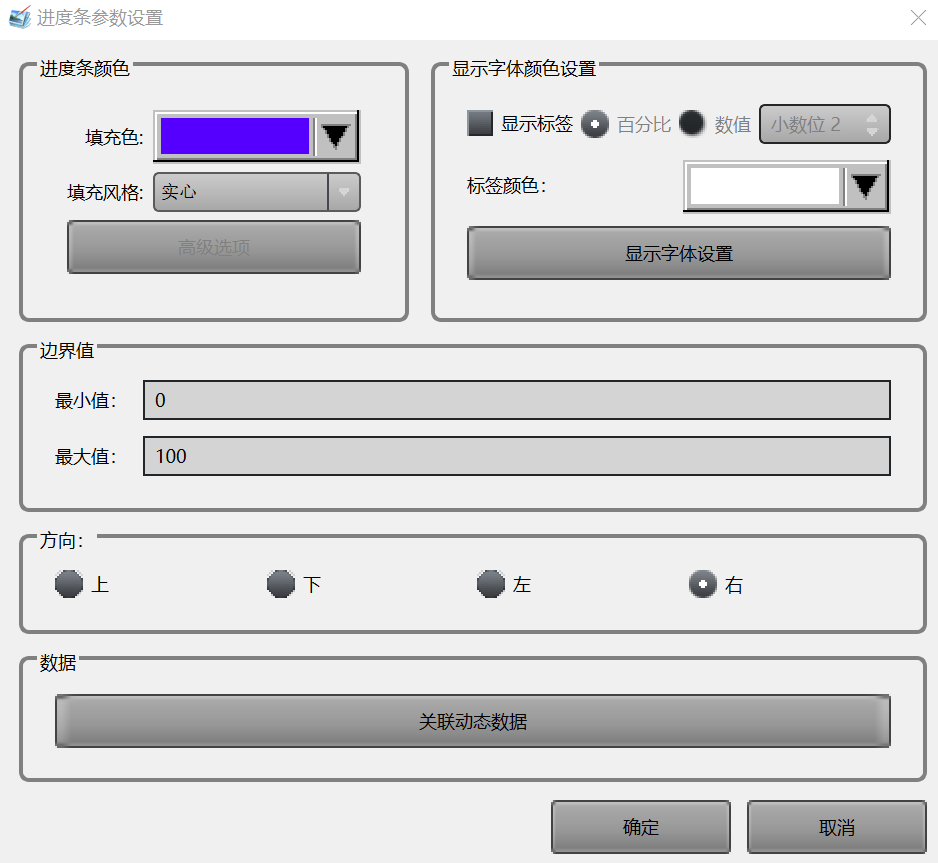 进度条参数设置
进度条颜色
填充色:
填充风格: 实心
高级选项
显示字体颜色设置
显示标签 百分比 数值 小数位 2
标签颜色：
显示字体设置
边界值
最小值： 0
最大值： 100
方向：
上 下 左 右
数据
关联动态数据
确定 取消